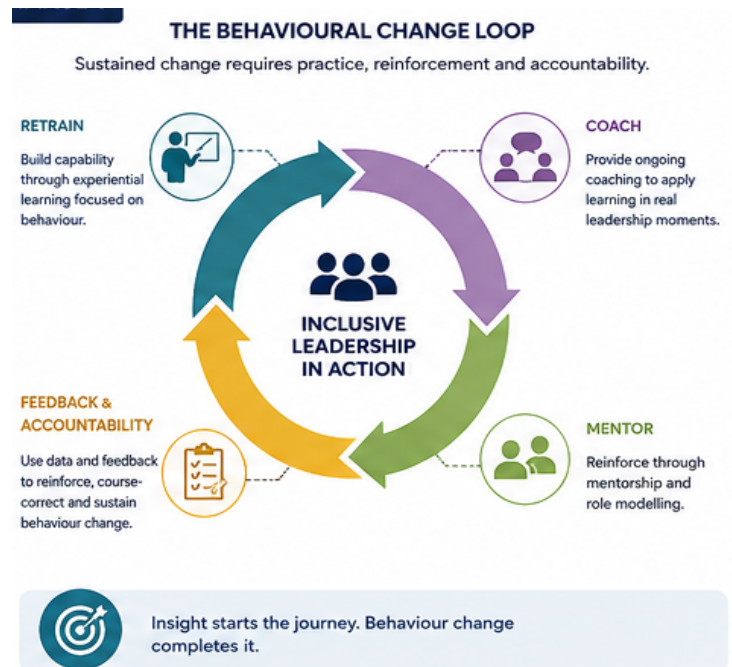 THE BEHAVIOURAL CHANGE LOOP
Sustained change requires practice, reinforcement and accountability.
RETRAIN
Build capability
through experiential
learning focused on
behaviour.
COACH
Provide ongoing
coaching to apply
learning in real
leadership moments.
INCLUSIVE
LEADERSHIP
IN ACTION
FEEDBACK &
ACCOUNTABILITY
Use data and feedback
to reinforce, course-
correct and sustain
behaviour change.
MENTOR
Reinforce through
mentorship and
role modelling.
Insight starts the journey. Behaviour change
completes it.